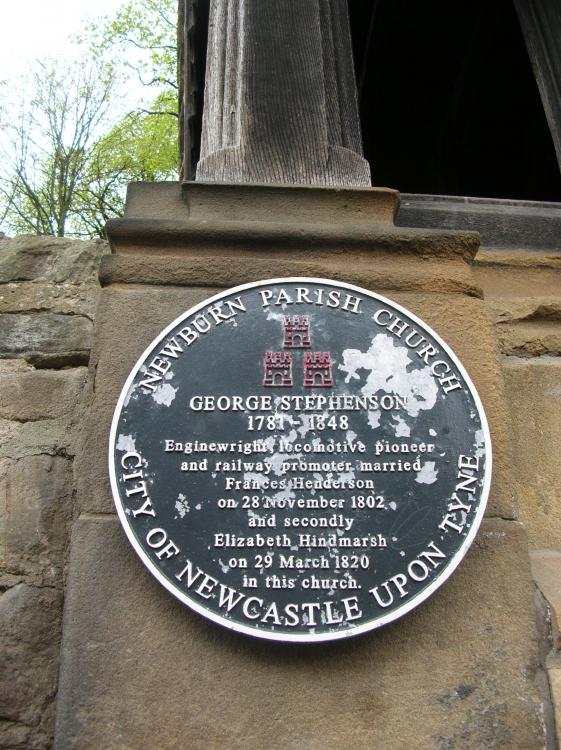 NEWBURN PARISH CHURCH
GEORGE STEPHENSON
1781 - 1848
Enginewright, locomotive pioneer
and railway promoter married
Frances Henderson
on 28 November 1802
and secondly
Elizabeth Hindmarsh
on 29 March 1820
in this church.
CITY OF NEWCASTLE UPON TYNE